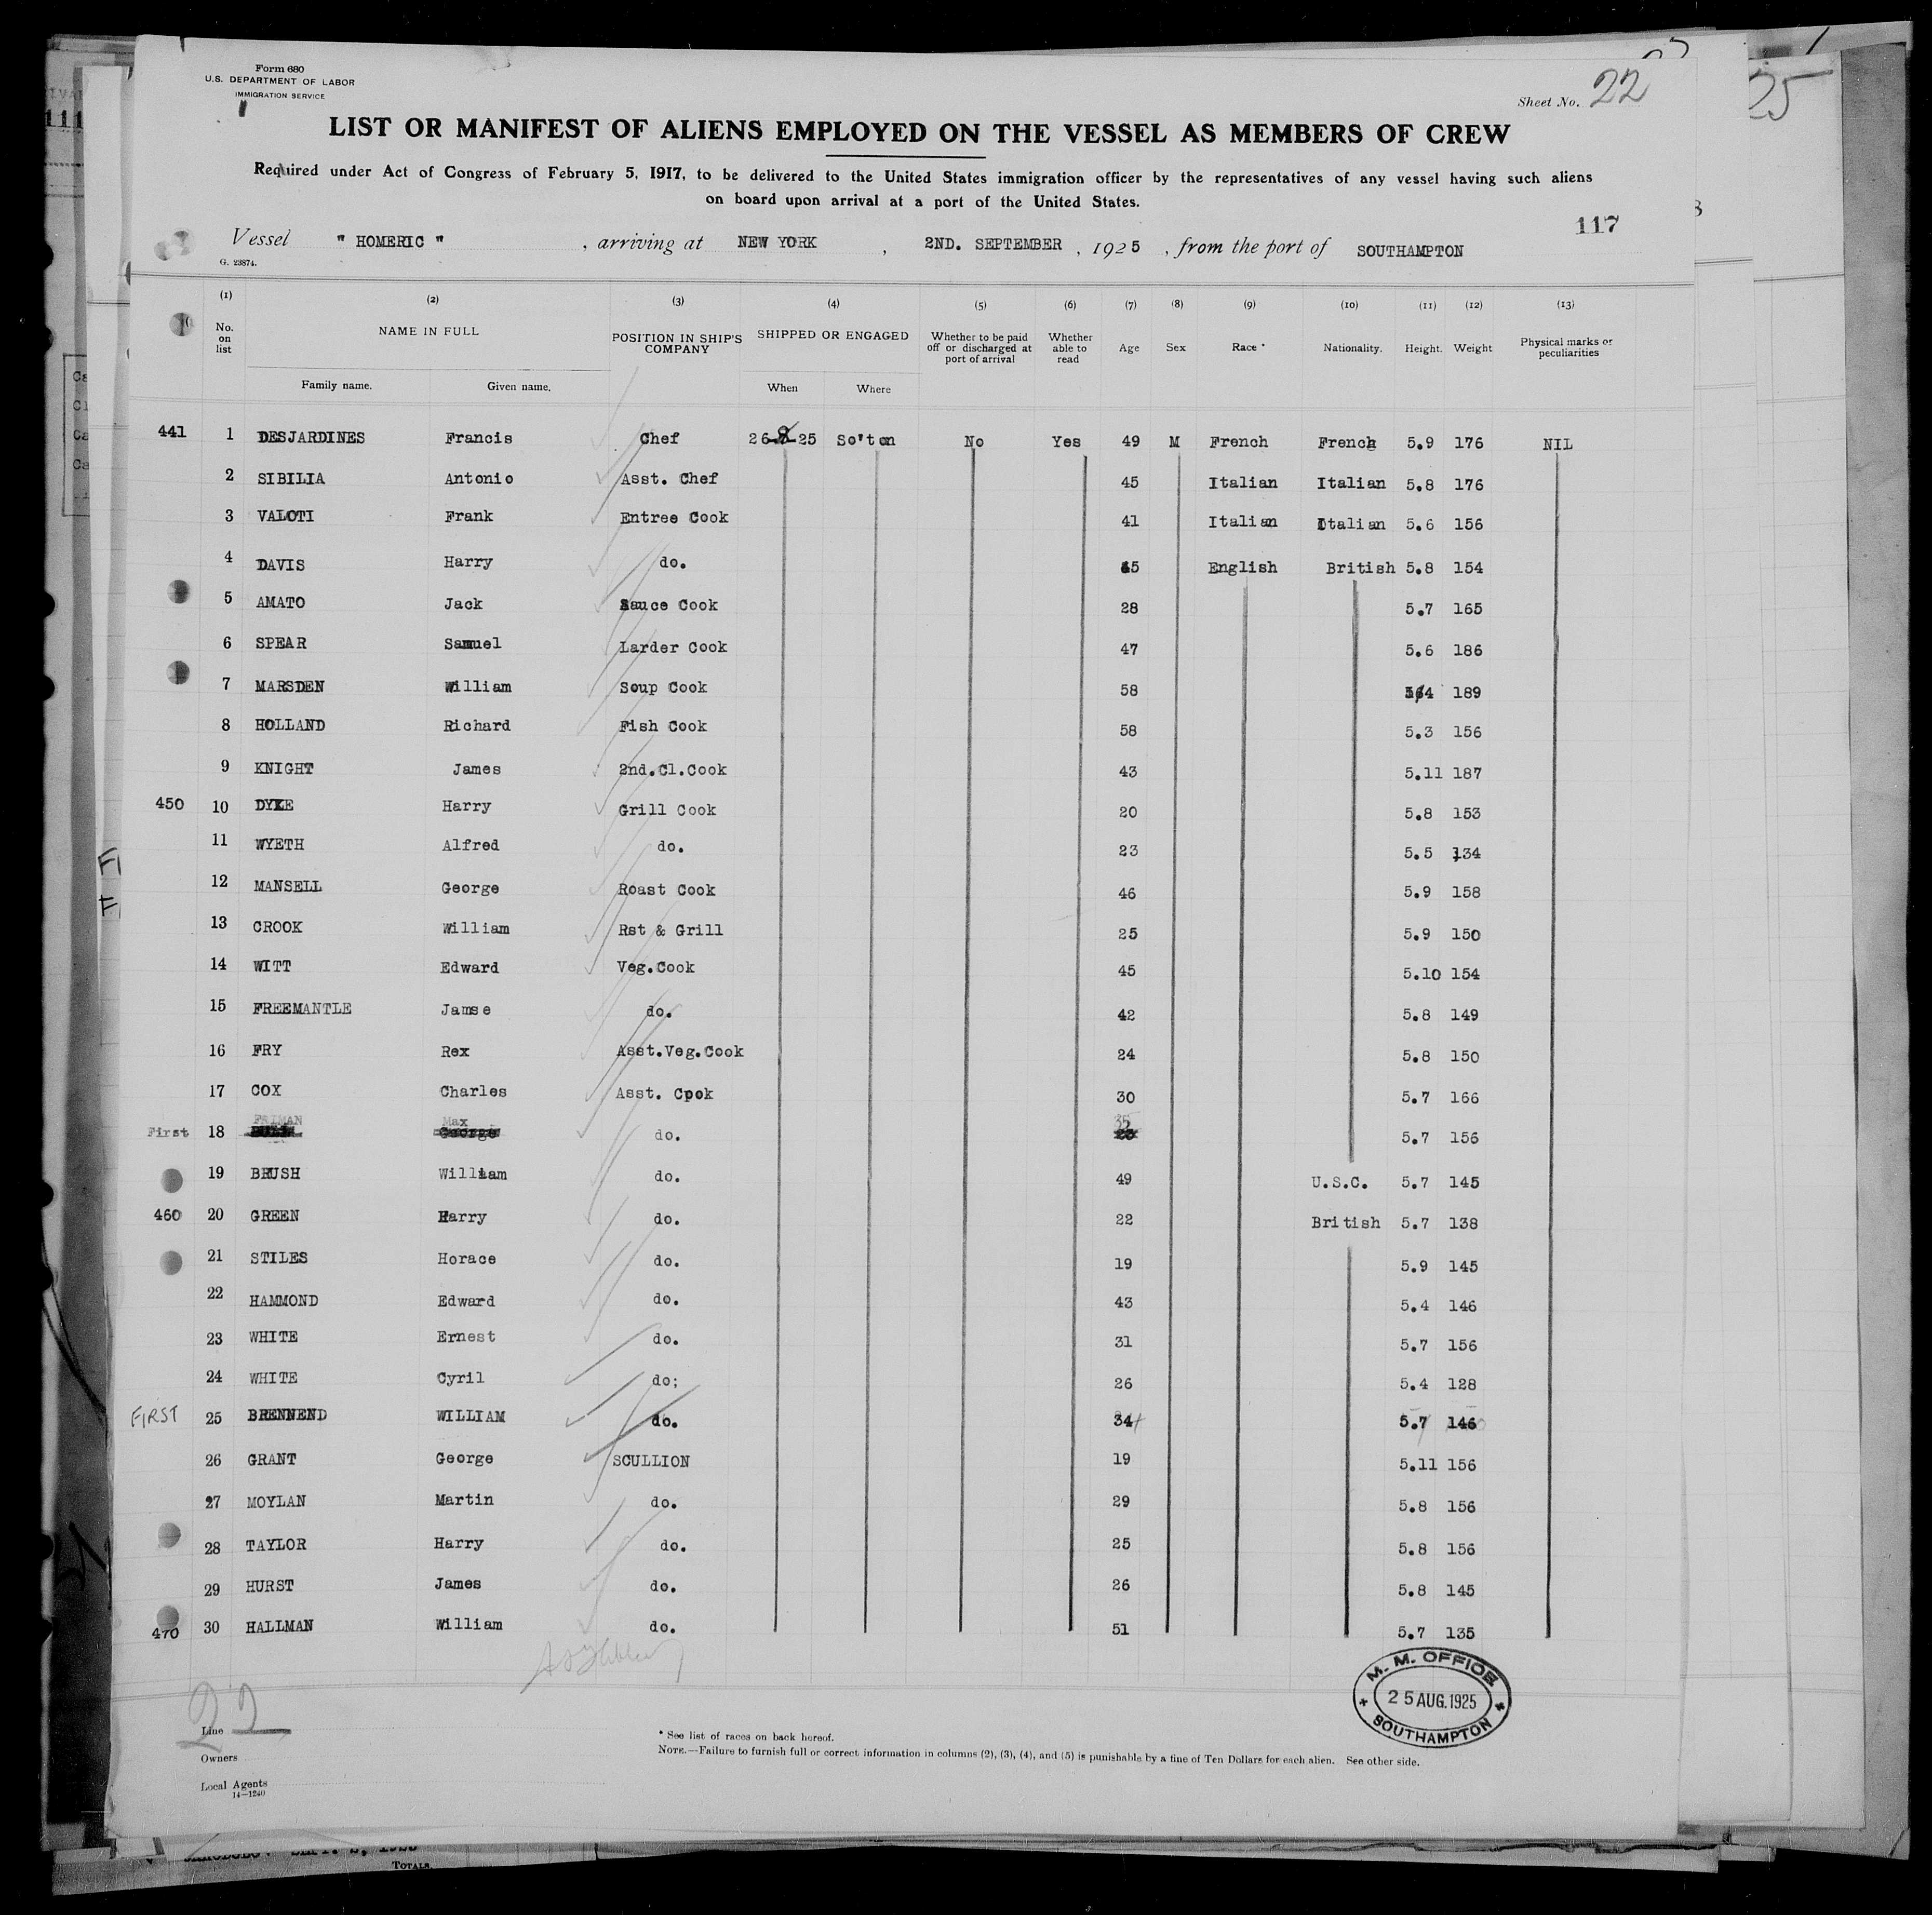 Form 680
U.S. DEPARTMENT OF LABOR
IMMIGRATION SERVICE
Sheet No. 22
25
LIST OR MANIFEST OF ALIENS EMPLOYED ON THE VESSEL AS MEMBERS OF CREW
Required under Act of Congress of February 5, 1917, to be delivered to the United States immigration officer by the representatives of any vessel having such aliens
on board upon arrival at a port of the United States.
117
Vessel " HOMERIC " , arriving at NEW YORK , 2ND. SEPTEMBER , 1925 , from the port of SOUTHAMPTON
G. 23874.
(1) (2) (3) (4) (5) (6) (7) (8) (9) (10) (11) (12) (13)
No. on list NAME IN FULL POSITION IN SHIP'S COMPANY SHIPPED OR ENGAGED Whether to be paid off or discharged at port of arrival Whether able to read Age Sex Race * Nationality. Height. Weight Physical marks or peculiarities
Family name. Given name. When Where
441 1 DESJARDINES Francis Chef 26-8-25 So'ton No Yes 49 M French French 5.9 176 NIL
2 SIBILIA Antonio Asst. Chef 45 Italian Italian 5.8 176
3 VALOTI Frank Entree Cook 41 Italian Italian 5.6 156
4 DAVIS Harry do. 45 English British 5.8 154
5 AMATO Jack Sauce Cook 28 5.7 165
6 SPEAR Samuel Larder Cook 47 5.6 186
7 MARSDEN William Soup Cook 58 189
8 HOLLAND Richard Fish Cook 58 5.3 156
9 KNIGHT James 2nd.Cl.Cook 43 5.11 187
450 10 DYKE Harry Grill Cook 20 5.8 153
11 WYETH Alfred do. 23 5.5 134
12 MANSELL George Roast Cook 46 5.9 158
13 CROOK William Rst & Grill 25 5.9 150
14 WITT Edward Veg.Cook 45 5.10 154
15 FREEMANTLE Jamse do. 42 5.8 149
16 FRY Rex Asst.Veg.Cook 24 5.8 150
17 COX Charles Asst. Cpok 30 5.7 166
First 18 Max George do. 5.7 156
19 BRUSH William do. 49 U.S.C. 5.7 145
460 20 GREEN Harry do. 22 British 5.7 138
21 STILES Horace do. 19 5.9 145
22 HAMMOND Edward do. 43 5.4 146
23 WHITE Ernest do. 31 5.7 156
24 WHITE Cyril do; 26 5.4 128
FIRST 25 BRENNEND WILLIAM do. 34 5.7 146
26 GRANT George SCULLION 19 5.11 156
27 MOYLAN Martin do. 29 5.8 156
28 TAYLOR Harry do. 25 5.8 156
29 HURST James do. 26 5.8 145
470 30 HALLMAN William do. 51 5.7 135
M. M. OFFICE
25 AUG. 1925
SOUTHAMPTON
22
Line
* See list of races on back hereof.
NOTE.—Failure to furnish full or correct information in columns (2), (3), (4), and (5) is punishable by a fine of Ten Dollars for each alien. See other side.
Owners
Local Agents
14—1240
TOTALS